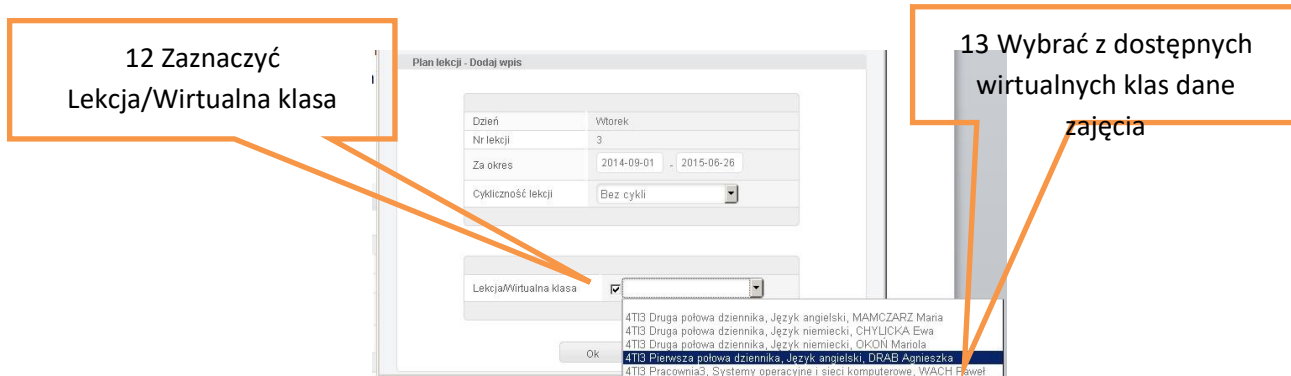 12 Zaznaczyć
Lekcja/Wirtualna klasa
13 Wybrać z dostępnych
wirtualnych klas dane
zajęcia
Plan lekcji - Dodaj wpis
Dzień Wtorek
Nr lekcji 3
Za okres 2014-09-01 - 2015-06-26
Cykliczność lekcji Bez cykli
Lekcja/Wirtualna klasa
4TI3 Druga połowa dziennika, Język angielski, MAMCZARZ Maria
4TI3 Druga połowa dziennika, Język niemiecki, CHYLICKA Ewa
4TI3 Druga połowa dziennika, Język niemiecki, OKOŃ Mariola
Ok
4TI3 Pierwsza połowa dziennika, Język angielski, DRAB Agnieszka
4TI3 Pracownia3, Systemy operacyjne i sieci komputerowe, WACH Paweł